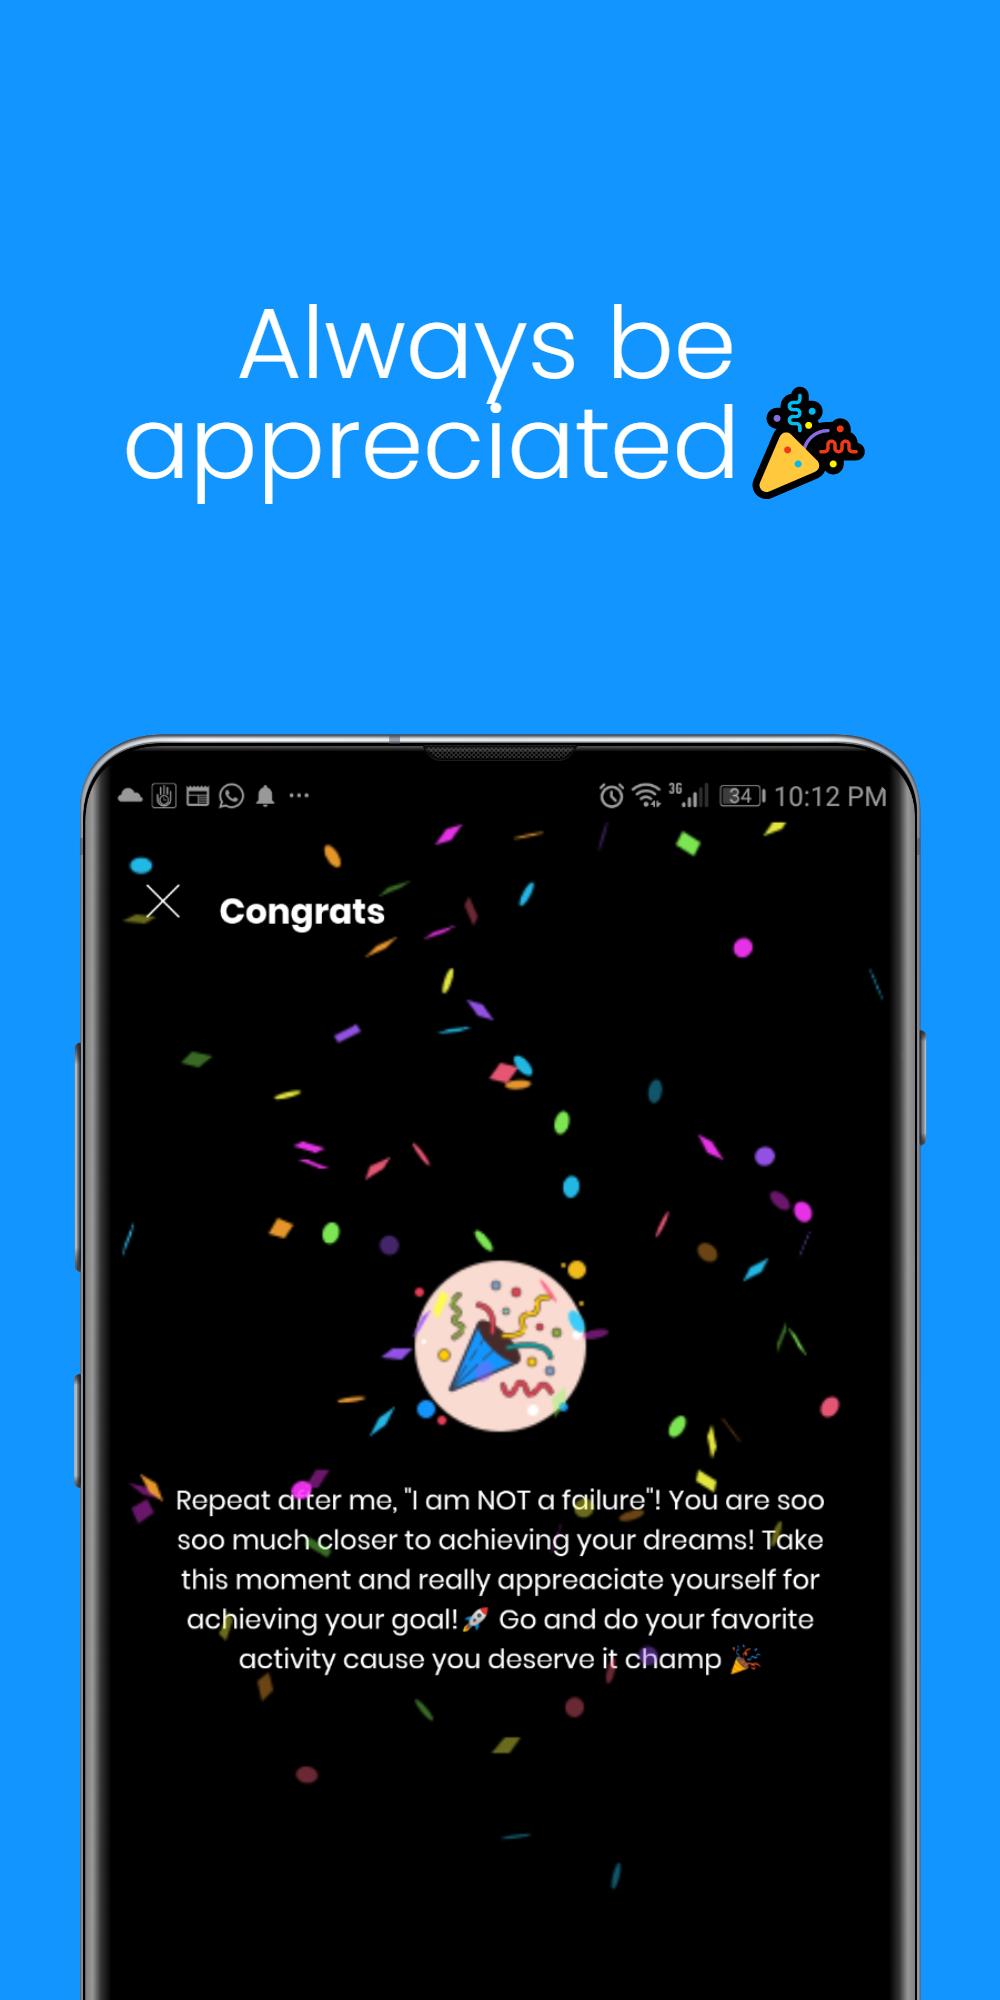 Always be
appreciated 🎉
3G 34 10:12 PM
Congrats
Repeat after me, "I am NOT a failure"! You are soo
soo much closer to achieving your dreams! Take
this moment and really appreaciate yourself for
achieving your goal!🚀 Go and do your favorite
activity cause you deserve it champ 🎉